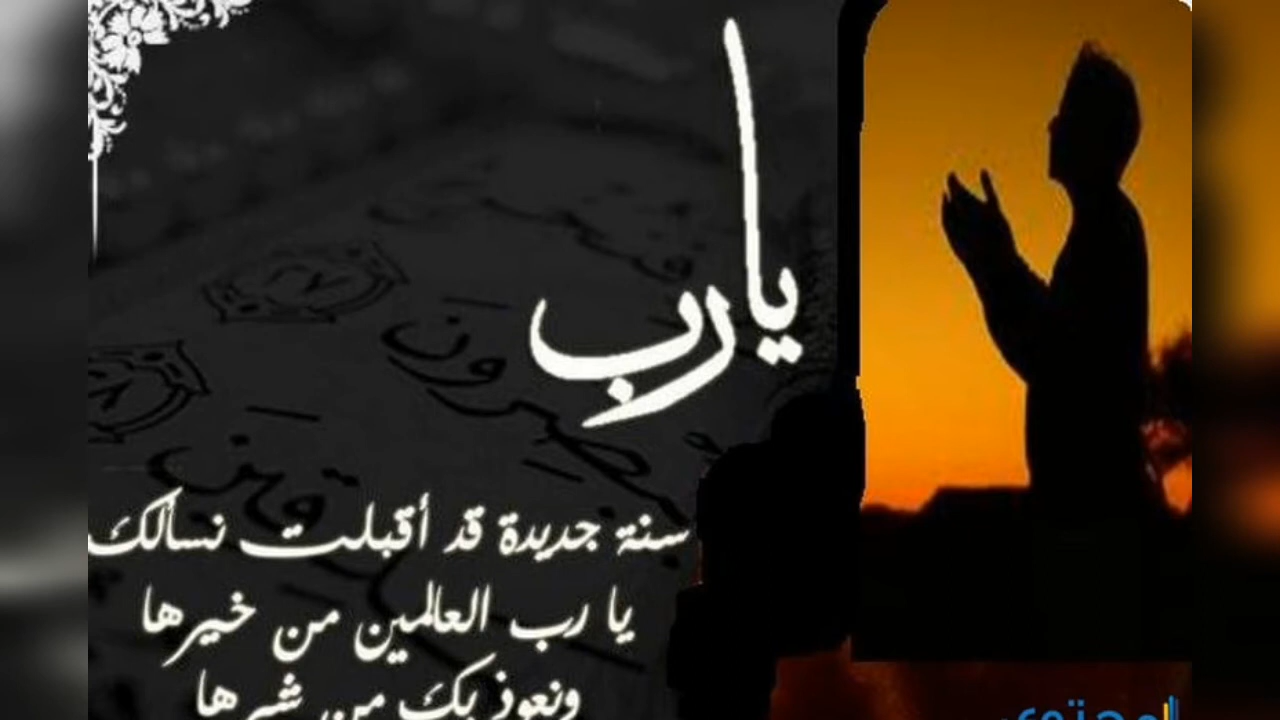 يا رب
سنة جديدة قد أقبلت نسألك
يا رب العالمين من خيرها
ونعوذ بك من شرها